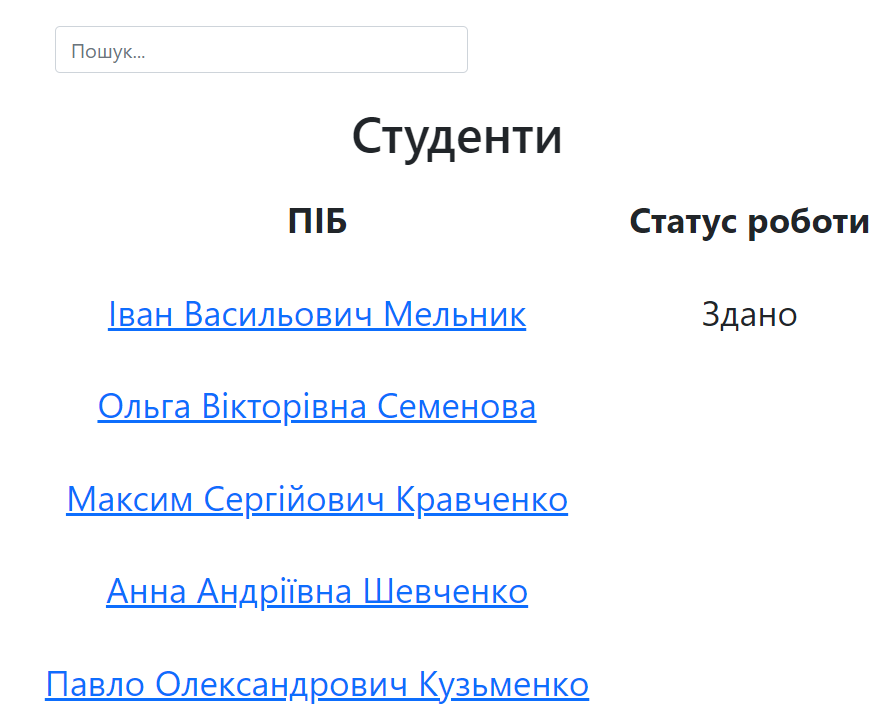 Пошук...
Студенти
ПІБ Статус роботи
Іван Васильович Мельник Здано
Ольга Вікторівна Семенова
Максим Сергійович Кравченко
Анна Андріївна Шевченко
Павло Олександрович Кузьменко